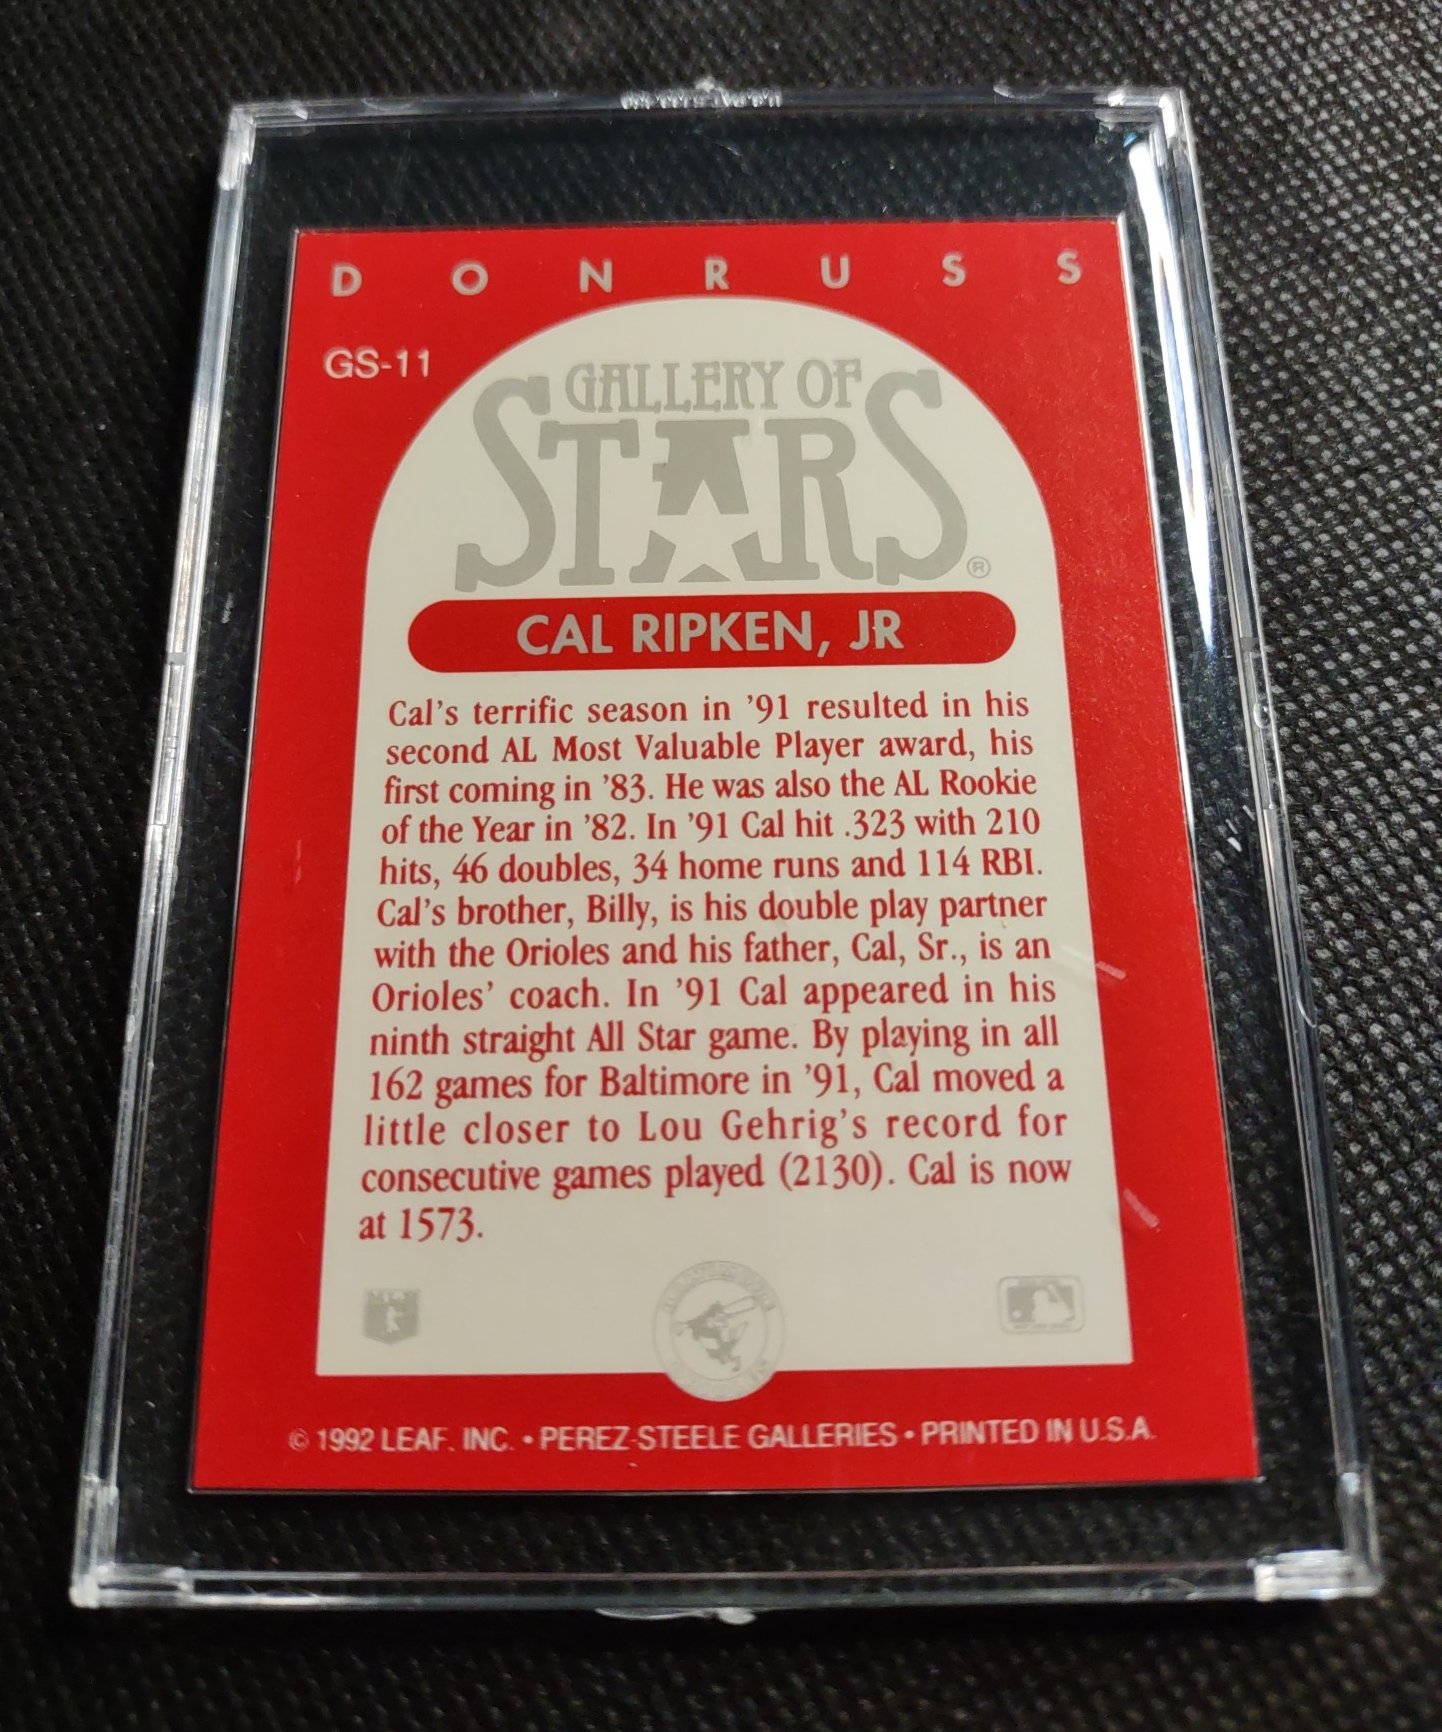 DONRUSS
GS-11
GALLERY OF
STARS®
CAL RIPKEN, JR
Cal's terrific season in '91 resulted in his
second AL Most Valuable Player award, his
first coming in '83. He was also the AL Rookie
of the Year in '82. In '91 Cal hit .323 with 210
hits, 46 doubles, 34 home runs and 114 RBI.
Cal's brother, Billy, is his double play partner
with the Orioles and his father, Cal, Sr., is an
Orioles' coach. In '91 Cal appeared in his
ninth straight All Star game. By playing in all
162 games for Baltimore in '91, Cal moved a
little closer to Lou Gehrig's record for
consecutive games played (2130). Cal is now
at 1573.
© 1992 LEAF, INC. • PEREZ-STEELE GALLERIES • PRINTED IN U.S.A.